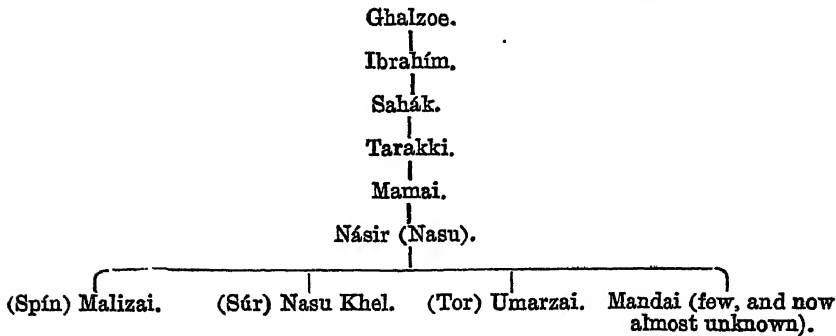 Ghalzoe.
Ibrahím.
Sahák.
Tarakki.
Mamai.
Násir (Nasu).
(Spín) Malizai. (Súr) Nasu Khel. (Tor) Umarzai. Mandai (few, and now
almost unknown).